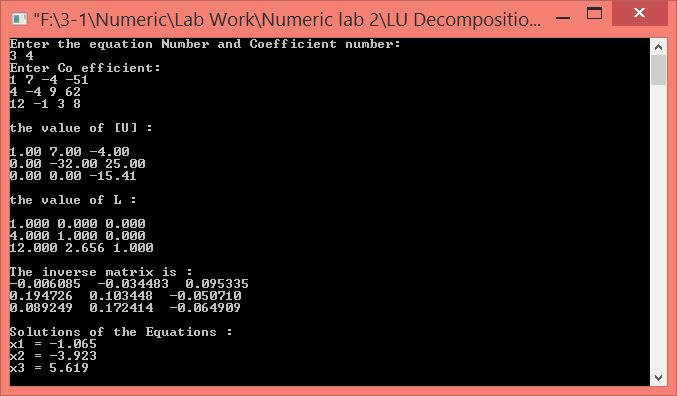 "F:\3-1\Numeric\Lab Work\Numeric lab 2\LU Decompositio...
Enter the equation Number and Coefficient number:
3 4
Enter Co efficient:
1 7 -4 -51
4 -4 9 62
12 -1 3 8
the value of [U] :
1.00 7.00 -4.00
0.00 -32.00 25.00
0.00 0.00 -15.41
the value of L :
1.000 0.000 0.000
4.000 1.000 0.000
12.000 2.656 1.000
The inverse matrix is :
-0.006085 -0.034483 0.095335
0.194726 0.103448 -0.050710
0.089249 0.172414 -0.064909
Solutions of the Equations :
x1 = -1.065
x2 = -3.923
x3 = 5.619